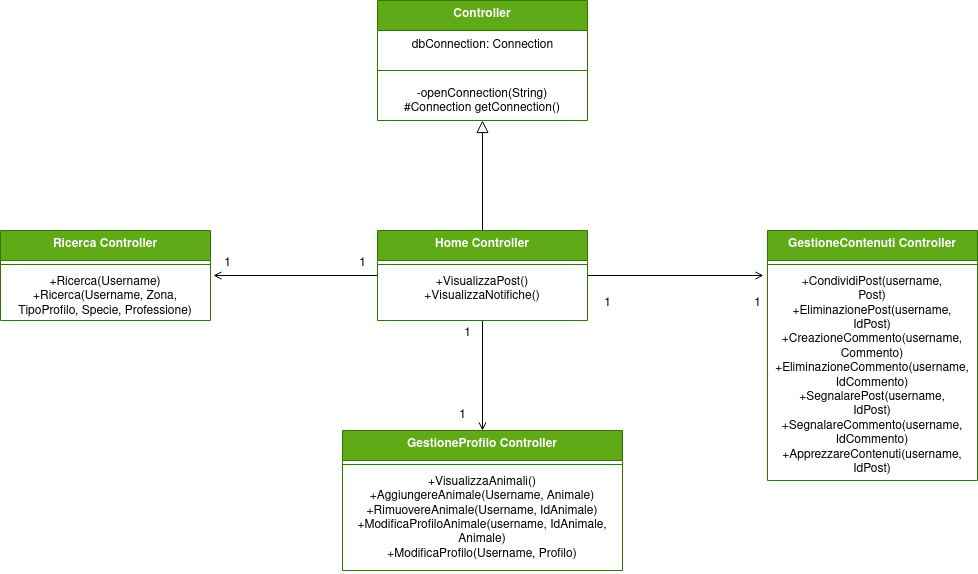 Controller
dbConnection: Connection
-openConnection(String)
#Connection getConnection()
Ricerca Controller
+Ricerca(Username)
+Ricerca(Username, Zona,
TipoProfilo, Specie, Professione)
1
1
Home Controller
+VisualizzaPost()
+VisualizzaNotifiche()
1
1
GestioneContenuti Controller
+CondividiPost(username,
Post)
+EliminazionePost(username,
IdPost)
+CreazioneCommento(username,
Commento)
+EliminazioneCommento(username,
IdCommento)
+SegnalarePost(username,
IdPost)
+SegnalareCommento(username,
IdCommento)
+ApprezzareContenuti(username,
IdPost)
1
1
GestioneProfilo Controller
+VisualizzaAnimali()
+AggiungereAnimale(Username, Animale)
+RimuovereAnimale(Username, IdAnimale)
+ModificaProfiloAnimale(username, IdAnimale,
Animale)
+ModificaProfilo(Username, Profilo)